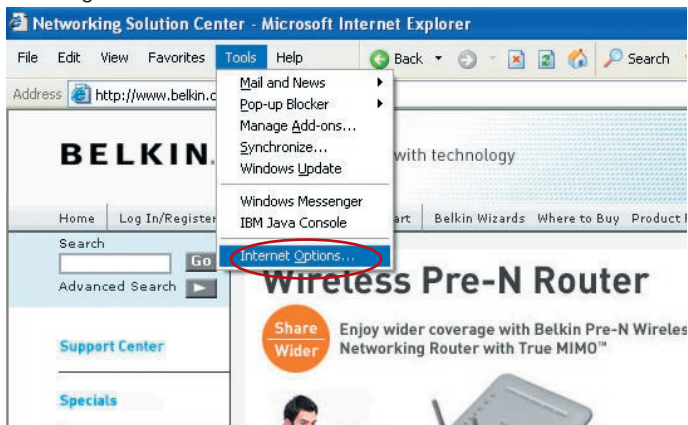 Networking Solution Center - Microsoft Internet Explorer
File Edit View Favorites Tools Help Back Search
Address http://www.belkin.c
Mail and News
Pop-up Blocker
Manage Add-ons...
Synchronize...
Windows Update
Windows Messenger
IBM Java Console
Internet Options...
BELKIN. with technology
Home Log In/Register art Belkin Wizards Where to Buy Product
Search
Go
Advanced Search
Wireless Pre-N Router
Share
Wider
Enjoy wider coverage with Belkin Pre-N Wireles
Networking Router with True MIMO™
Support Center
Specials